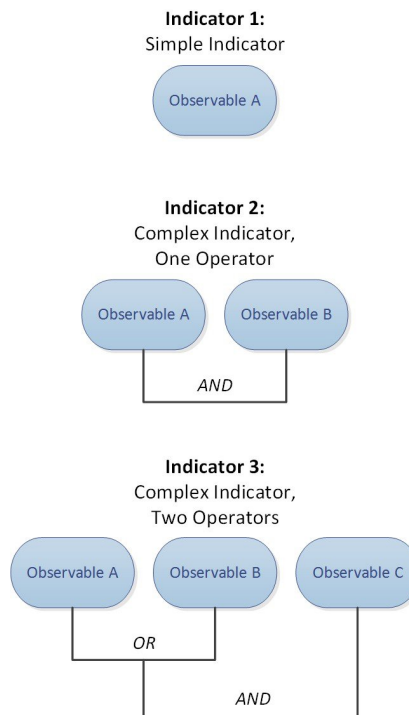 Indicator 1:
Simple Indicator
Observable A
Indicator 2:
Complex Indicator,
One Operator
Observable A
Observable B
AND
Indicator 3:
Complex Indicator,
Two Operators
Observable A
Observable B
Observable C
OR
AND